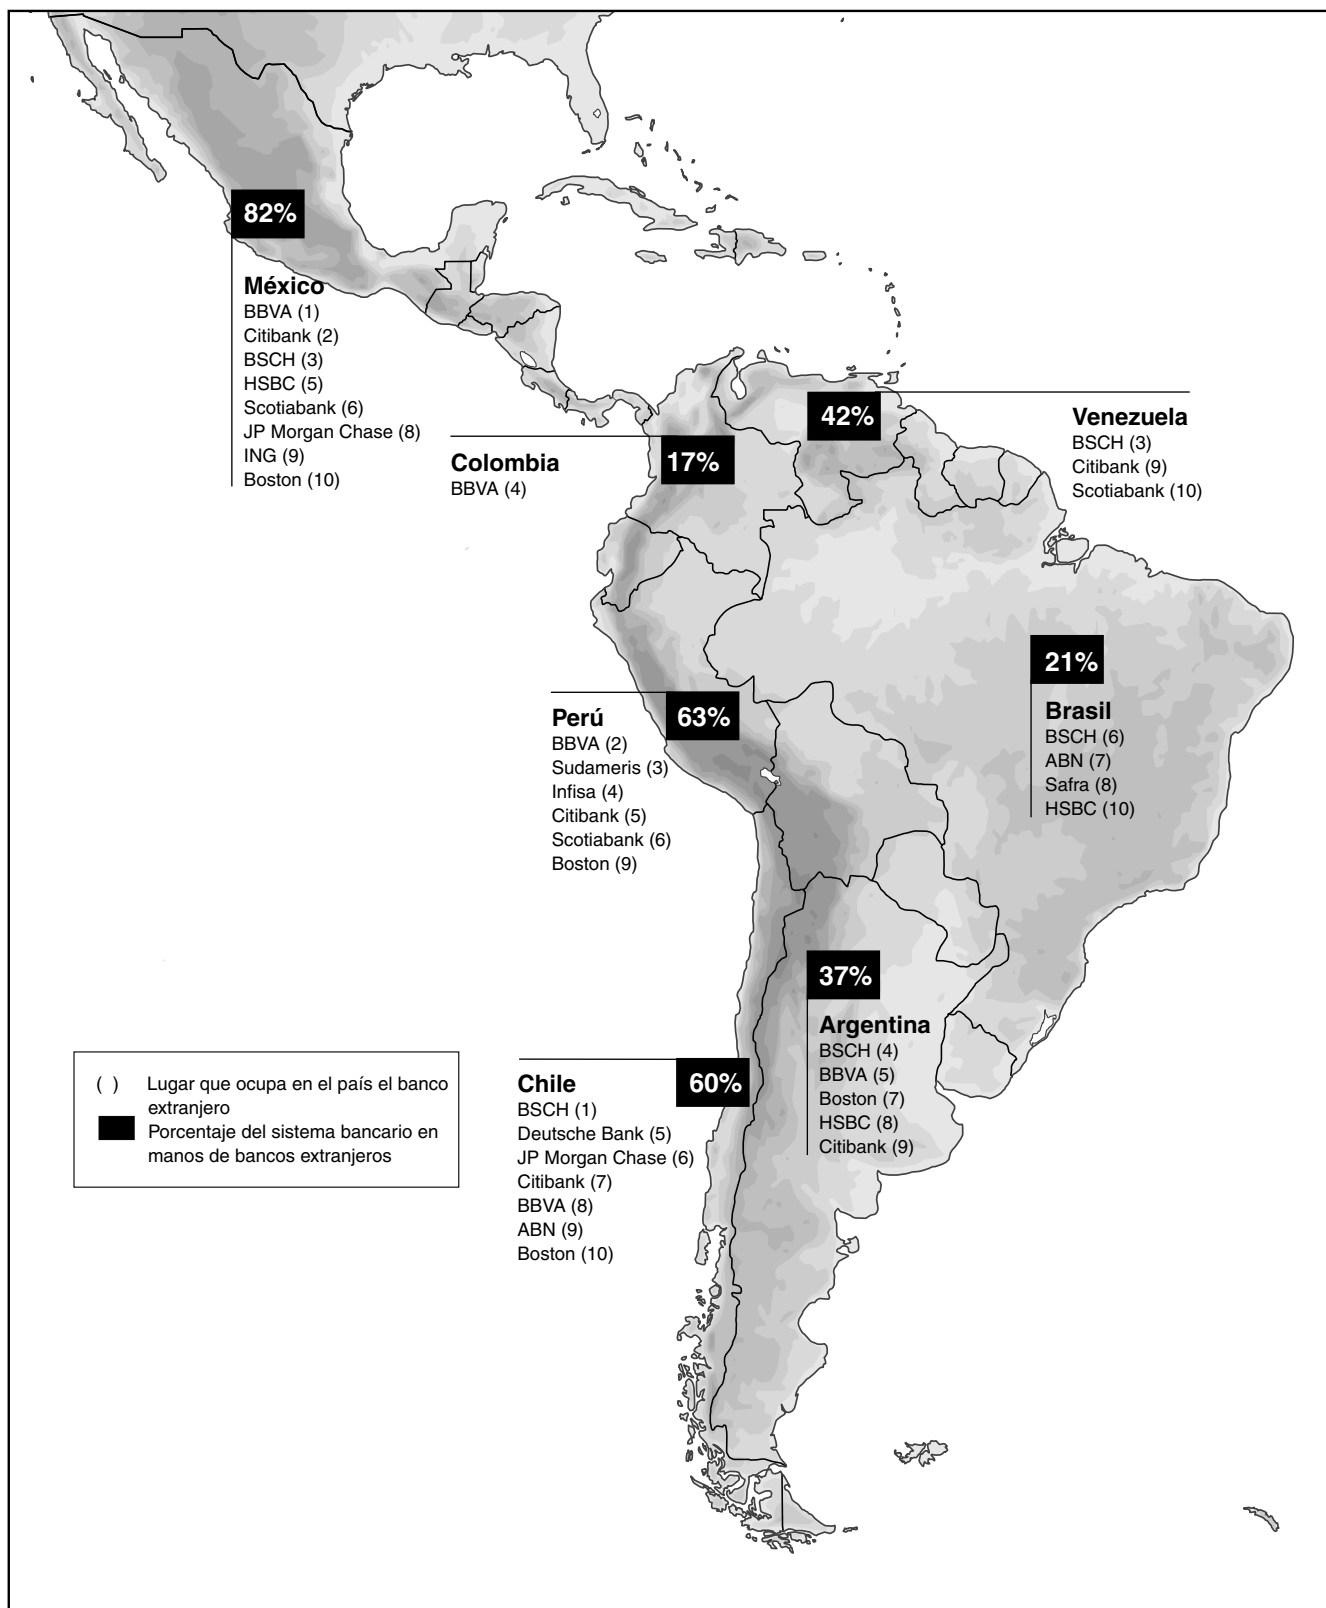 82%
México
BBVA (1)
Citibank (2)
BSCH (3)
HSBC (5)
Scotiabank (6)
JP Morgan Chase (8)
ING (9)
Boston (10)
17%
Colombia
BBVA (4)
42%
Venezuela
BSCH (3)
Citibank (9)
Scotiabank (10)
21%
Brasil
BSCH (6)
ABN (7)
Safra (8)
HSBC (10)
63%
Perú
BBVA (2)
Sudameris (3)
Infisa (4)
Citibank (5)
Scotiabank (6)
Boston (9)
37%
Argentina
BSCH (4)
BBVA (5)
Boston (7)
HSBC (8)
Citibank (9)
60%
Chile
BSCH (1)
Deutsche Bank (5)
JP Morgan Chase (6)
Citibank (7)
BBVA (8)
ABN (9)
Boston (10)
( ) Lugar que ocupa en el país el banco
extranjero
Porcentaje del sistema bancario en
manos de bancos extranjeros